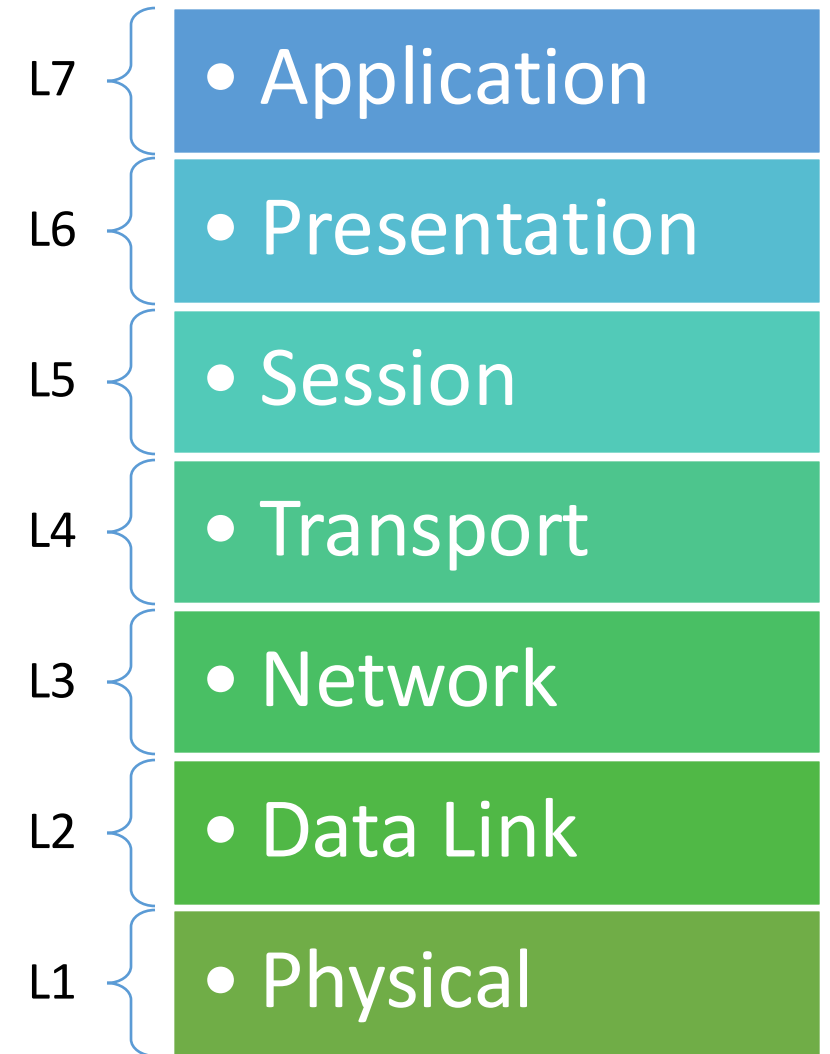 L7 • Application
L6 • Presentation
L5 • Session
L4 • Transport
L3 • Network
L2 • Data Link
L1 • Physical